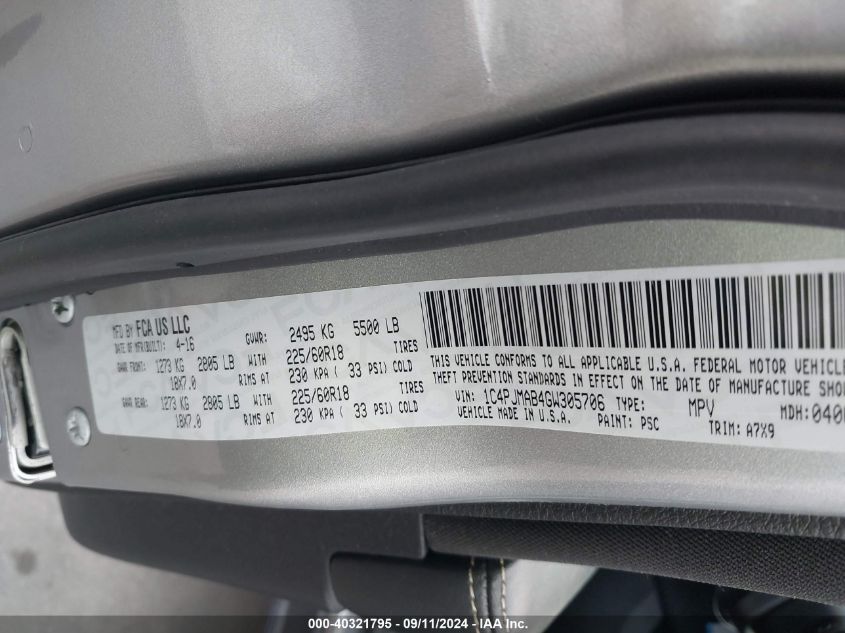 MFD BY FCA US LLC
DATE OF MFR(BUILT): 4-16 GVWR: 2495 KG 5500 LB
GAWR FRONT: 1273 KG 2805 LB WITH 225/60R18 TIRES
18X7.0 RIMS AT 230 KPA ( 33 PSI) COLD
GAWR REAR: 1273 KG 2805 LB WITH 225/60R18 TIRES
18X7.0 RIMS AT 230 KPA ( 33 PSI) COLD
THIS VEHICLE CONFORMS TO ALL APPLICABLE U.S.A. FEDERAL MOTOR VEHICLE
THEFT PREVENTION STANDARDS IN EFFECT ON THE DATE OF MANUFACTURE SHO
VIN: 1C4PJMAB4GW305706 TYPE: MPV MDH: 040
VEHICLE MADE IN U.S.A. PAINT: PSC TRIM: A7X9
000-40321795 - 09/11/2024 - IAA Inc.